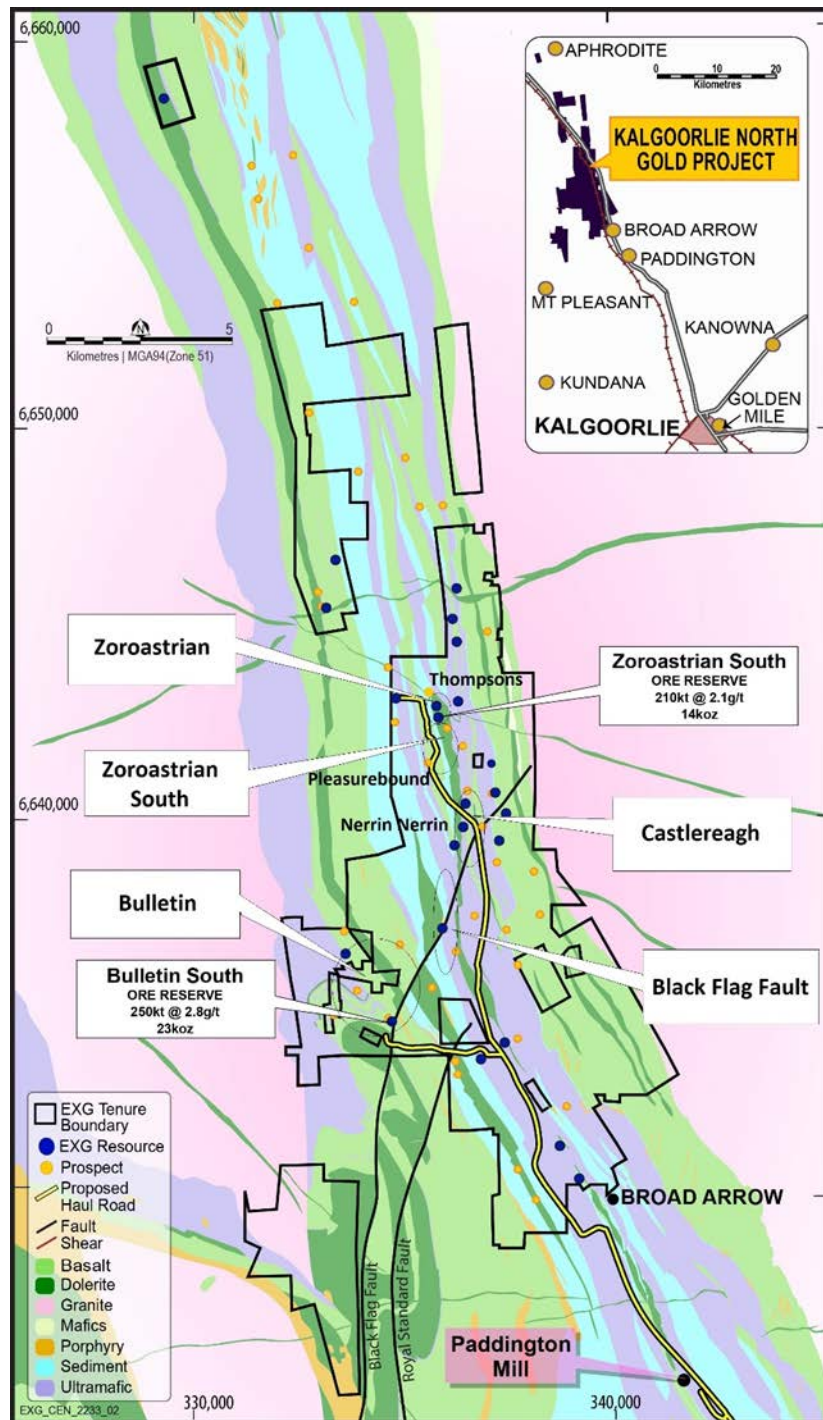 6,660,000
APHRODITE
0 10 20
Kilometres
KALGOORLIE NORTH
GOLD PROJECT
BROAD ARROW
PADDINGTON
MT PLEASANT
KANOWNA
KUNDANA
GOLDEN
MILE
KALGOORLIE
0 N 5
Kilometres | MGA94(Zone 51)
6,650,000
Zoroastrian
Thompsons
Zoroastrian South
ORE RESERVE
210kt @ 2.1g/t
14koz
Zoroastrian
South
Pleasurebound
6,640,000
Nerrin Nerrin
Castlereagh
Bulletin
Bulletin South
ORE RESERVE
250kt @ 2.8g/t
23koz
Black Flag Fault
EXG Tenure
Boundary
EXG Resource
Prospect
Proposed
Haul Road
Fault
Shear
Basalt
Dolerite
Granite
Mafics
Porphyry
Sediment
Ultramafic
BROAD ARROW
Black Flag Fault
Royal Standard Fault
Paddington
Mill
330,000
340,000
EXG_CEN_2233_02